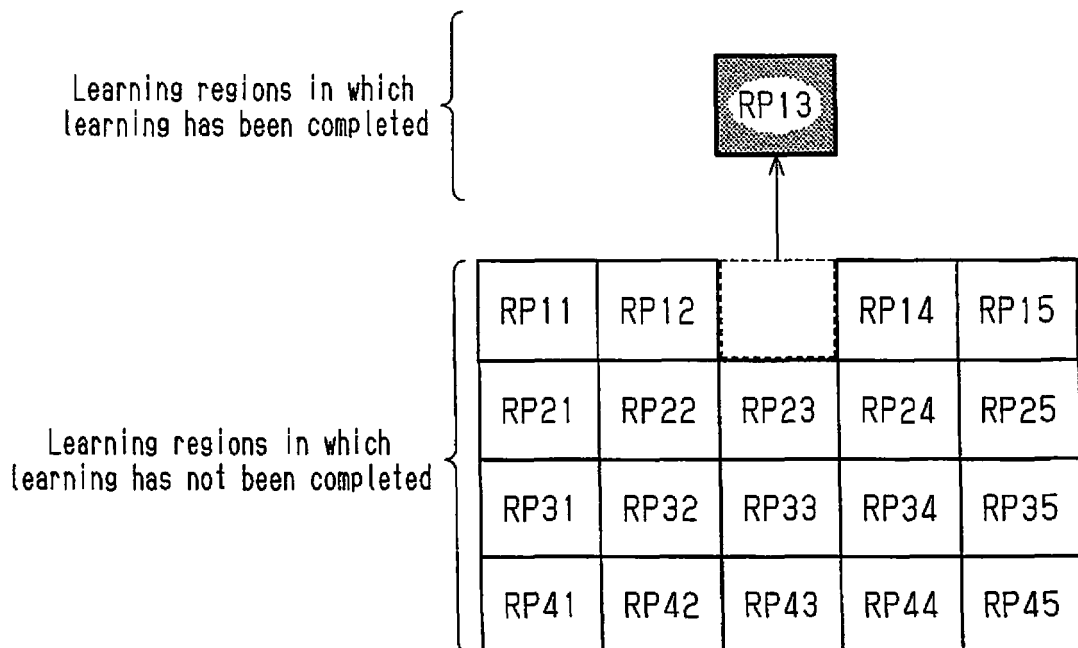 Learning regions in which
learning has been completed
RP13
RP11 RP12 RP14 RP15
RP21 RP22 RP23 RP24 RP25
Learning regions in which
learning has not been completed
RP31 RP32 RP33 RP34 RP35
RP41 RP42 RP43 RP44 RP45